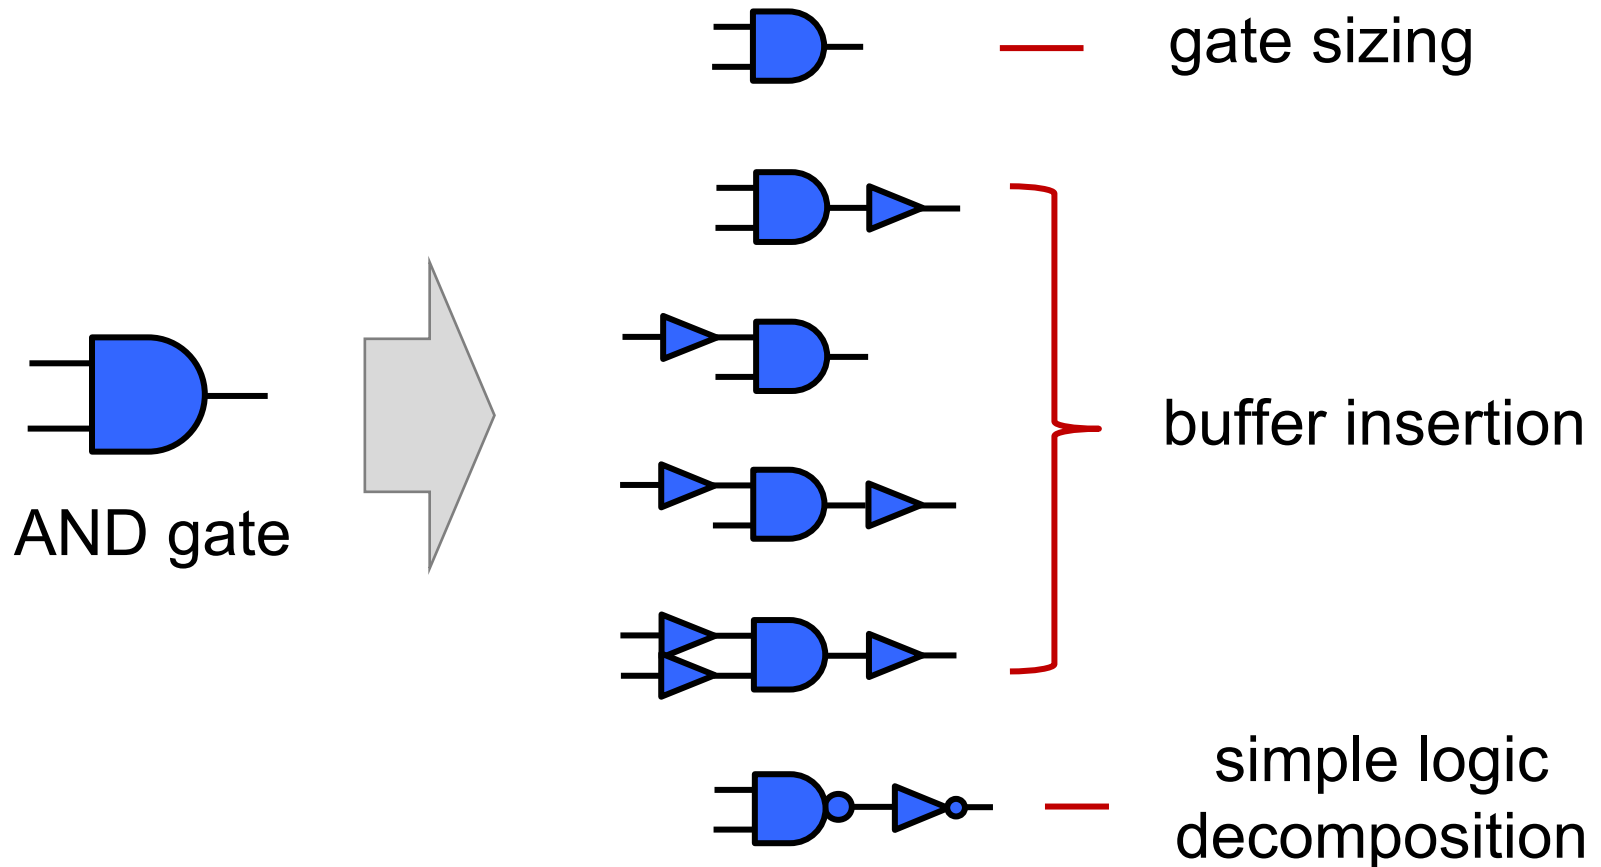 gate sizing
AND gate
buffer insertion
simple logic
decomposition